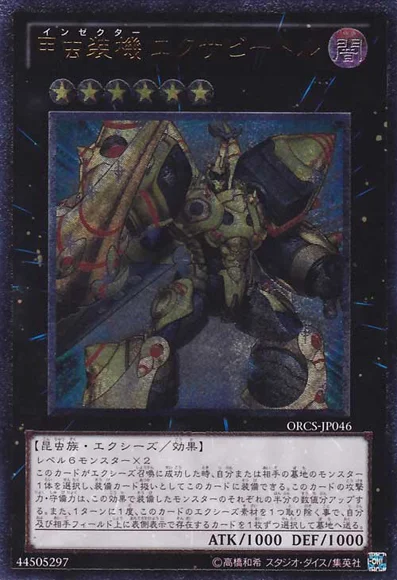 インゼクター
甲虫装機 エクサビートル
闇
ORCS-JP046
【昆虫族・エクシーズ／効果】
レベル6モンスター×2
このカードがエクシーズ召喚に成功した時、自分または相手の墓地のモンスター
1体を選択し、装備カード扱いとしてこのカードに装備できる。このカードの攻撃
力・守備力は、この効果で装備したモンスターのそれぞれの半分の数値分アップす
る。また、1ターンに1度、このカードのエクシーズ素材を1つ取り除く事で、自分
及び相手フィールド上に表側表示で存在するカードを1枚ずつ選択して墓地へ送る。
ATK/1000 DEF/1000
44505297
©高橋和希 スタジオ・ダイス/集英社